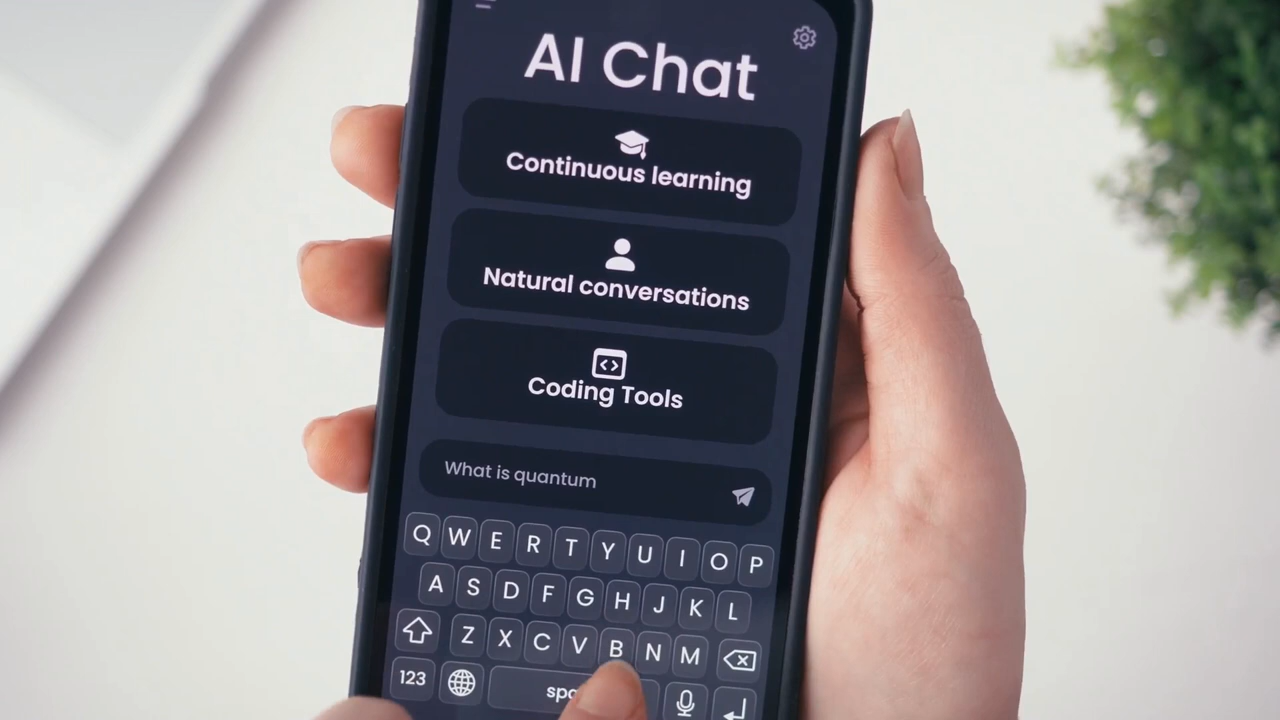 AI Chat
Continuous learning
Natural conversations
Coding Tools
What is quantum
Q W E R T Y U I O P
A S D F G H J K L
Z X C V B N M
123